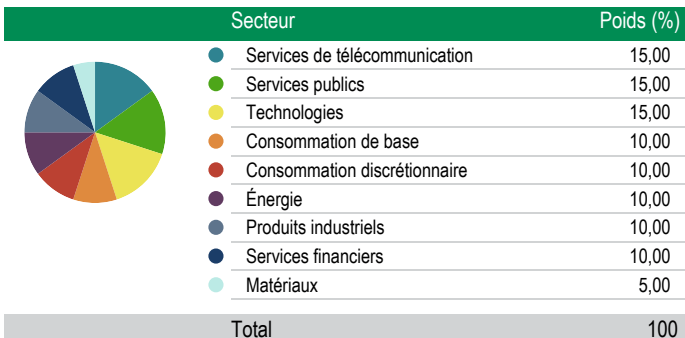 Secteur Poids (%)
Services de télécommunication 15,00
Services publics 15,00
Technologies 15,00
Consommation de base 10,00
Consommation discrétionnaire 10,00
Énergie 10,00
Produits industriels 10,00
Services financiers 10,00
Matériaux 5,00
Total 100